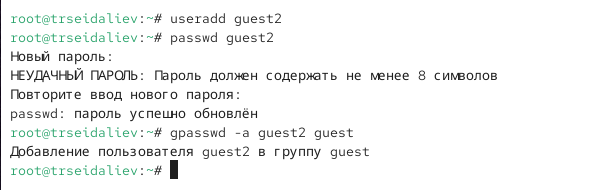 root@trseidaliev:~# useradd guest2
root@trseidaliev:~# passwd guest2
Новый пароль:
НЕУДАЧНЫЙ ПАРОЛЬ: Пароль должен содержать не менее 8 символов
Повторите ввод нового пароля:
passwd: пароль успешно обновлён
root@trseidaliev:~# gpasswd -a guest2 guest
Добавление пользователя guest2 в группу guest
root@trseidaliev:~#